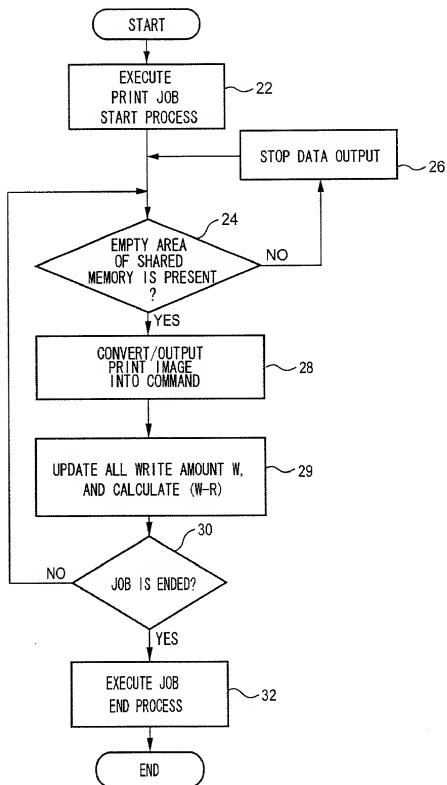 START
EXECUTE
PRINT JOB
START PROCESS
22
STOP DATA OUTPUT
26
24
EMPTY AREA
OF SHARED
MEMORY IS PRESENT
?
NO
YES
CONVERT/OUTPUT
PRINT IMAGE
INTO COMMAND
28
UPDATE ALL WRITE AMOUNT W,
AND CALCULATE (W-R)
29
30
NO
JOB IS ENDED?
YES
EXECUTE JOB
END PROCESS
32
END